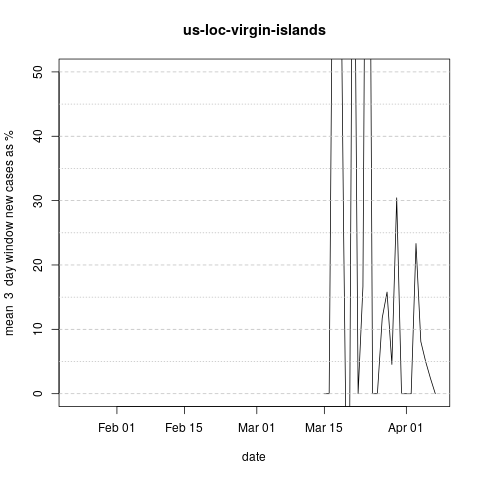 us-loc-virgin-islands
mean 3 day window new cases as %
50
40
30
20
10
0
Feb 01 Feb 15 Mar 01 Mar 15 Apr 01
date